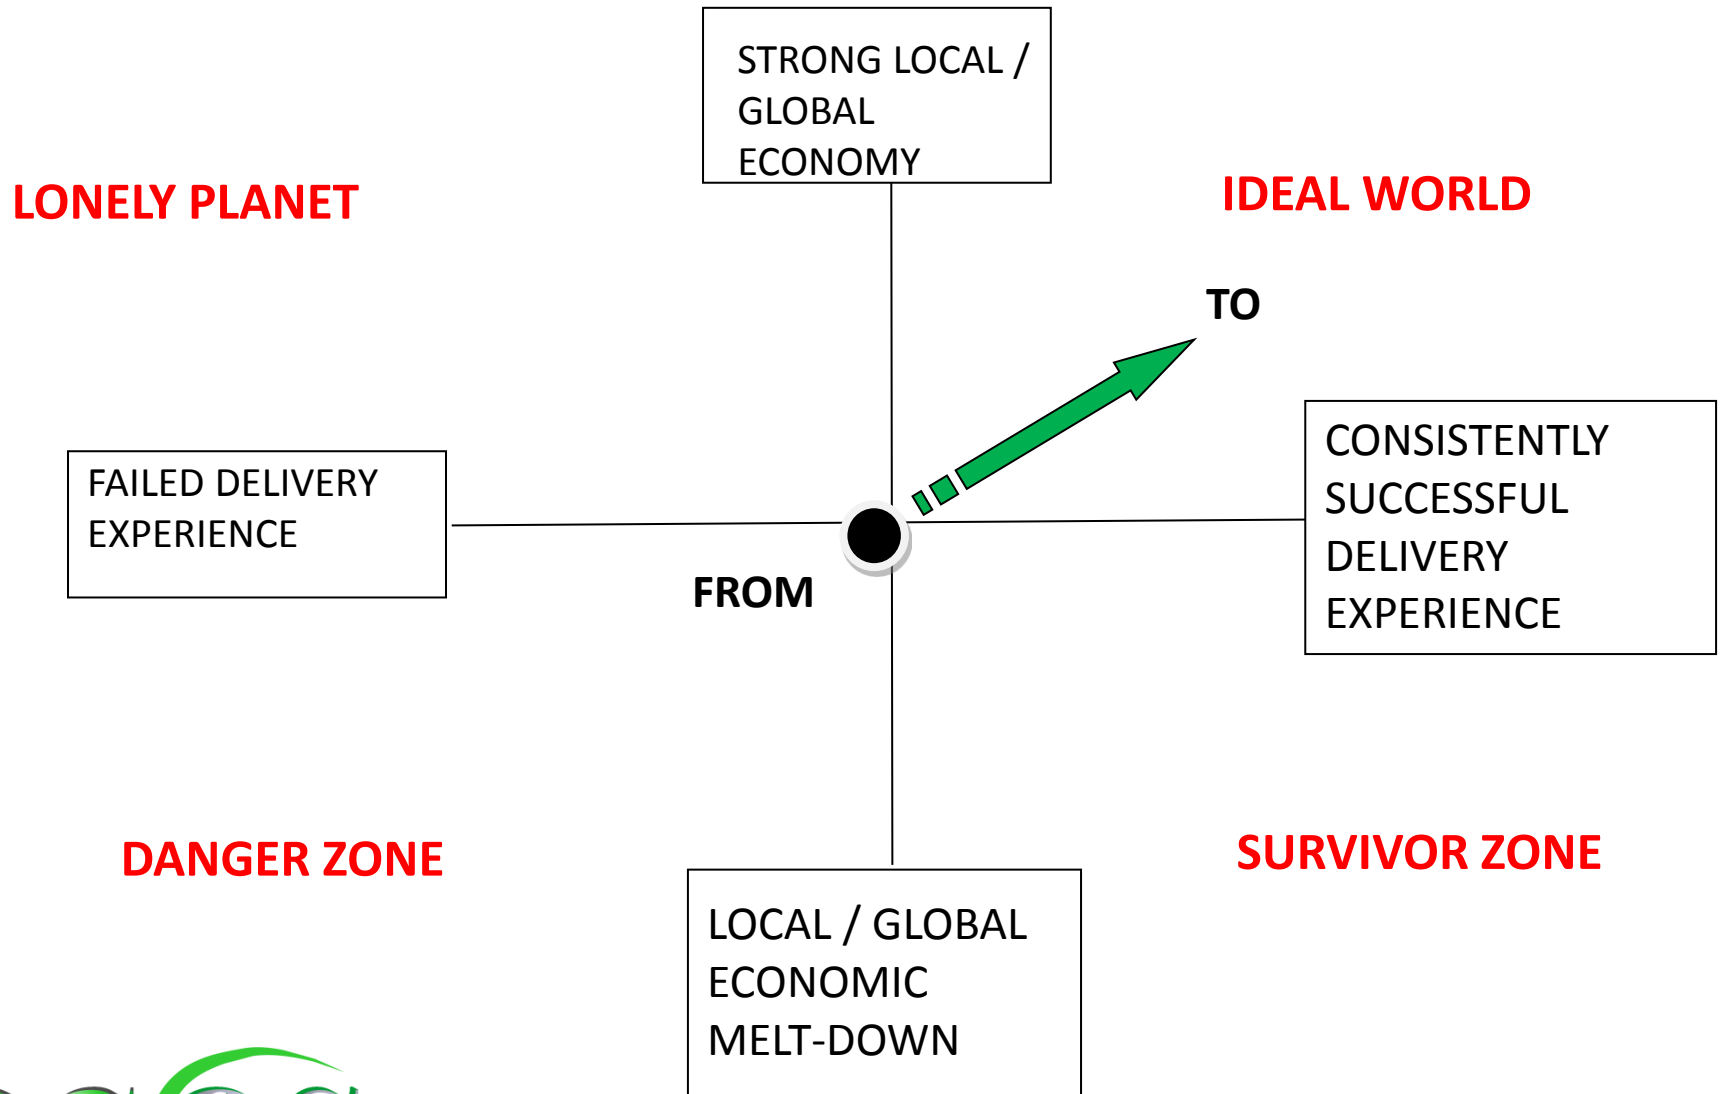 STRONG LOCAL /
GLOBAL
ECONOMY
LONELY PLANET
IDEAL WORLD
TO
FAILED DELIVERY
EXPERIENCE
CONSISTENTLY
SUCCESSFUL
DELIVERY
EXPERIENCE
FROM
DANGER ZONE
SURVIVOR ZONE
LOCAL / GLOBAL
ECONOMIC
MELT-DOWN